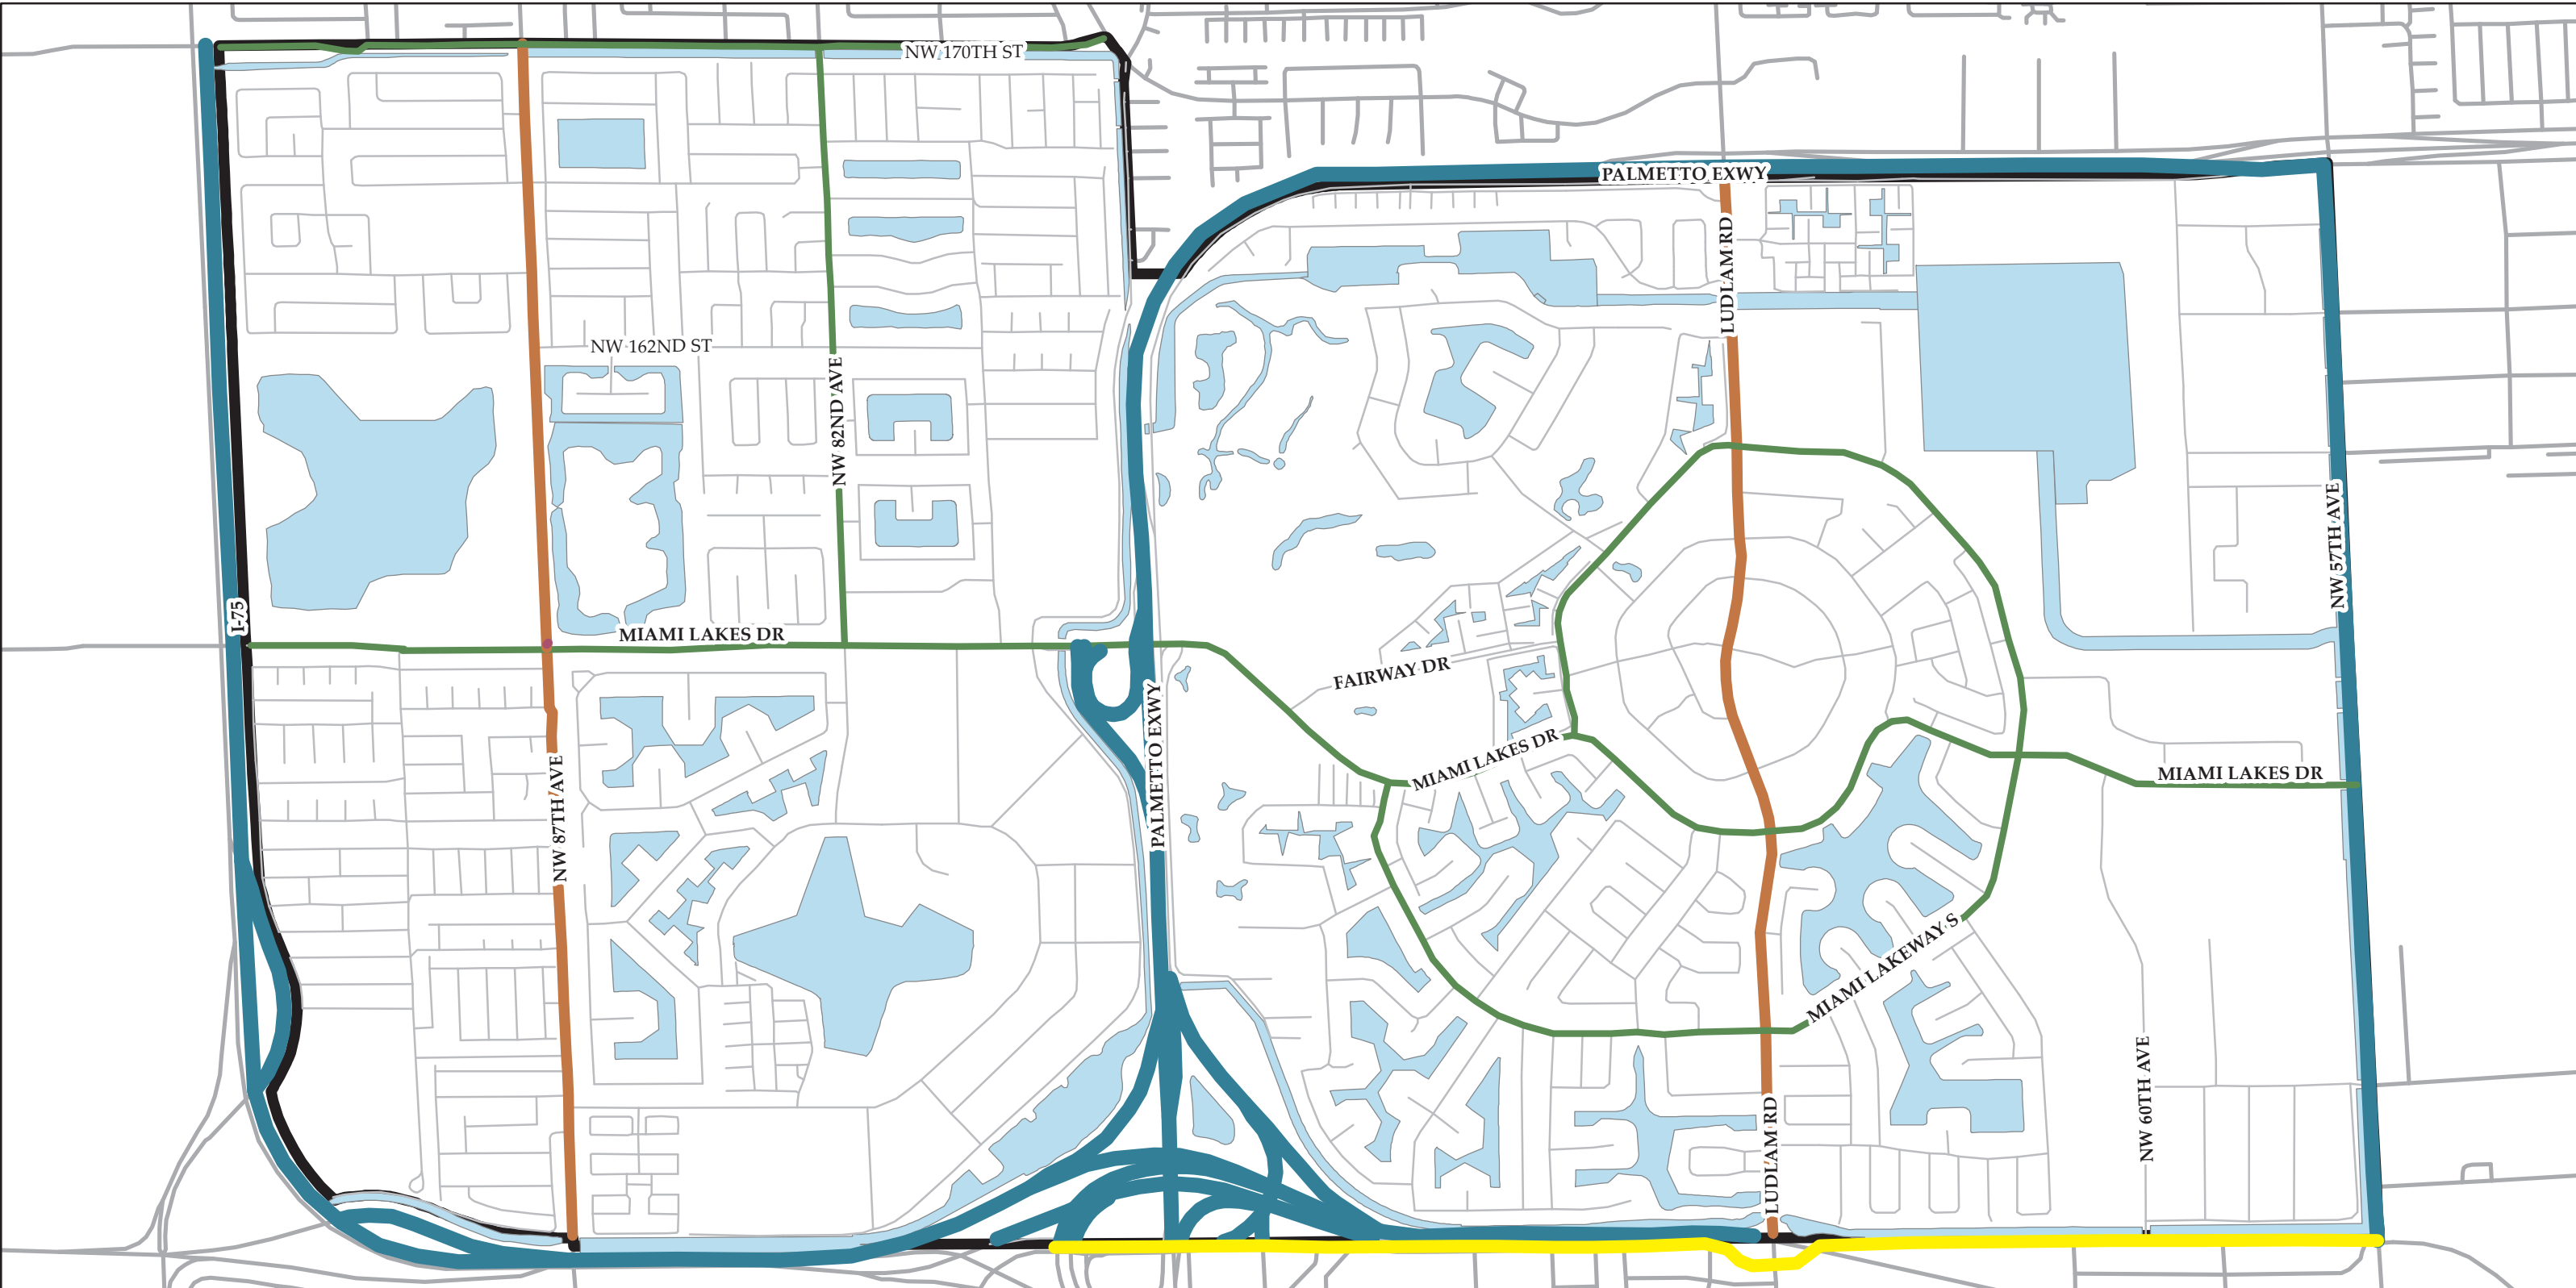 NW 170TH ST
PALMETTO EXWY
LUDLAM RD
NW 162ND ST
NW 82ND AVE
NW 57TH AVE
I-75
MIAMI LAKES DR
FAIRWAY DR
PALMETTO EXWY
MIAMI LAKES DR
MIAMI LAKES DR
NW 87TH AVE
MIAMI LAKEWAY S
NW 60TH AVE
LUDLAM RD